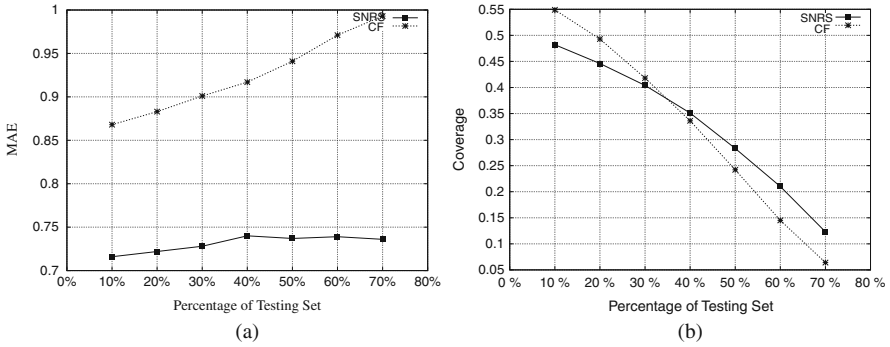 SNRS
CF
1
0.95
0.9
0.85
0.8
0.75
0.7
MAE
0% 10% 20% 30% 40% 50% 60% 70% 80%
Percentage of Testing Set
(a)
SNRS
CF
0.55
0.5
0.45
0.4
0.35
0.3
0.25
0.2
0.15
0.1
0.05
Coverage
0 % 10 % 20 % 30 % 40 % 50 % 60 % 70 % 80 %
Percentage of Testing Set
(b)